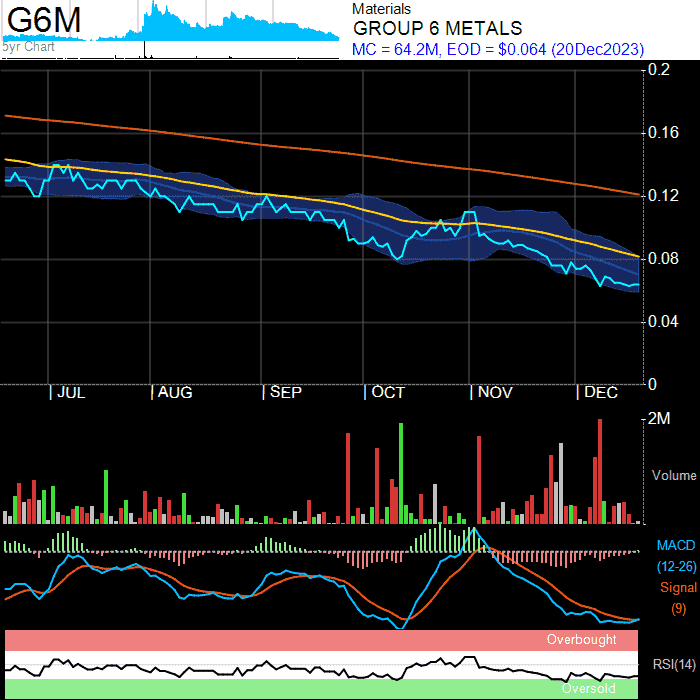 G6M
5yr Chart
Materials
GROUP 6 METALS
MC = 64.2M, EOD = $0.064 (20Dec2023)
0.2
0.16
0.12
0.08
0.04
0
JUL
AUG
SEP
OCT
NOV
DEC
2M
Volume
MACD
(12-26)
Signal
(9)
Overbought
RSI(14)
Oversold